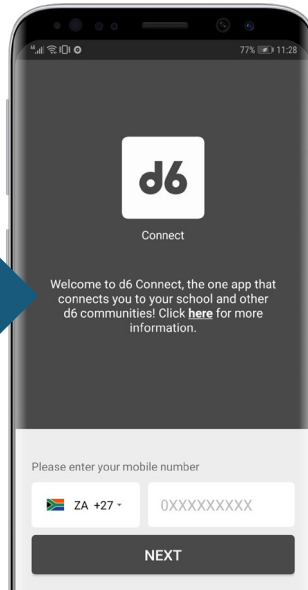 77% 11:28
d6
Connect
Welcome to d6 Connect, the one app that
connects you to your school and other
d6 communities! Click here for more
information.
Please enter your mobile number
ZA +27
0XXXXXXXXX
NEXT